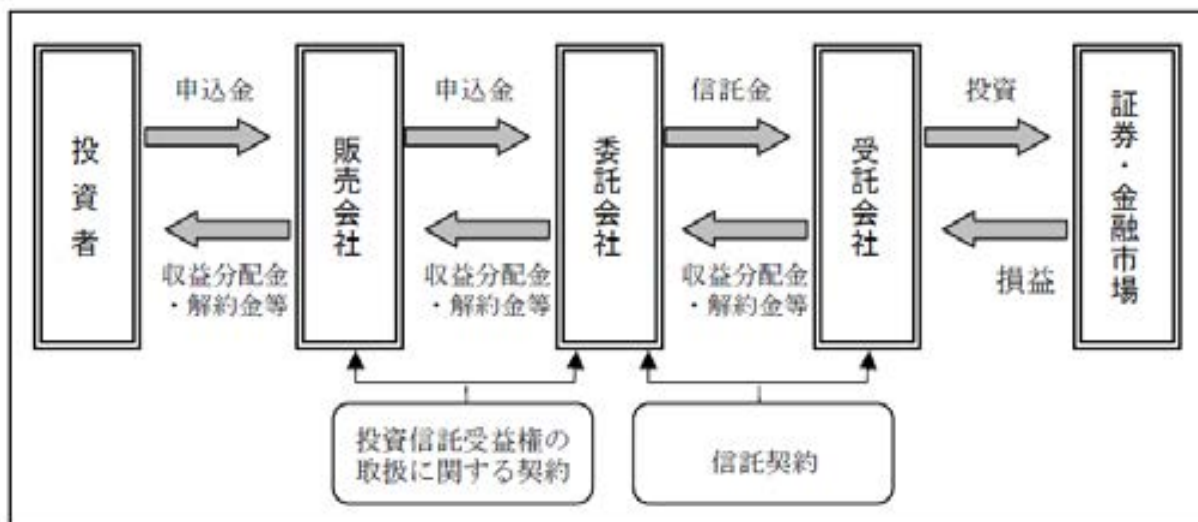 投資者
申込金
収益分配金
・解約金等
販売会社
申込金
収益分配金
・解約金等
委託会社
信託金
収益分配金
・解約金等
受託会社
投資
損益
証券・金融市場
投資信託受益権の
取扱に関する契約
信託契約